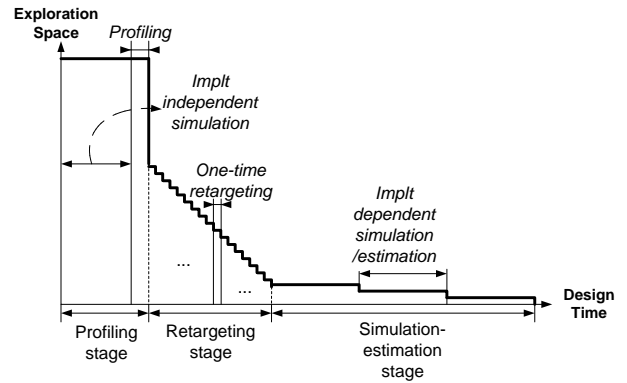 Exploration
Space
Profiling
Implt
independent
simulation
One-time
retargeting
Implt
dependent
simulation
/estimation
...
...
Design
Time
Profiling
stage
Retargeting
stage
Simulation-
estimation
stage